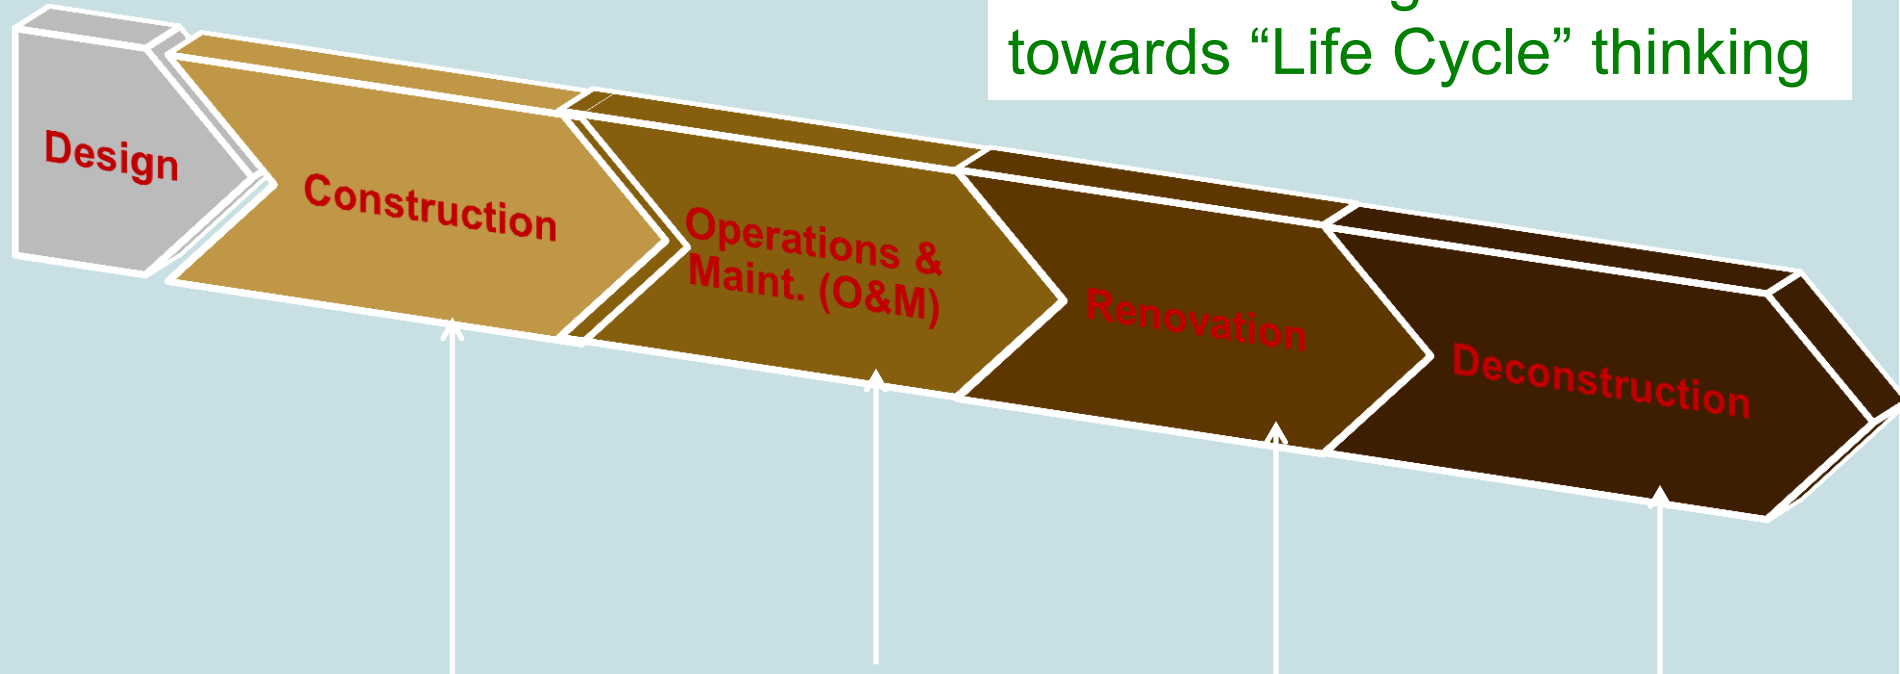 towards “Life Cycle” thinking
Design
Construction
Operations &
Maint. (O&M)
Renovation
Deconstruction